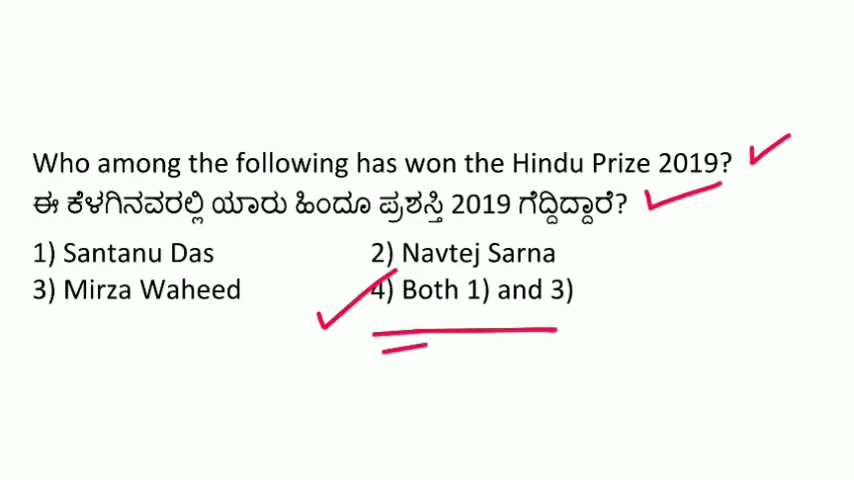 Who among the following has won the Hindu Prize 2019?
ಈ ಕೆಳಗಿನವರಲ್ಲಿ ಯಾರು ಹಿಂದೂ ಪ್ರಶಸ್ತಿ 2019 ಗೆದ್ದಿದ್ದಾರೆ?
1) Santanu Das 2) Navtej Sarna
3) Mirza Waheed 4) Both 1) and 3)